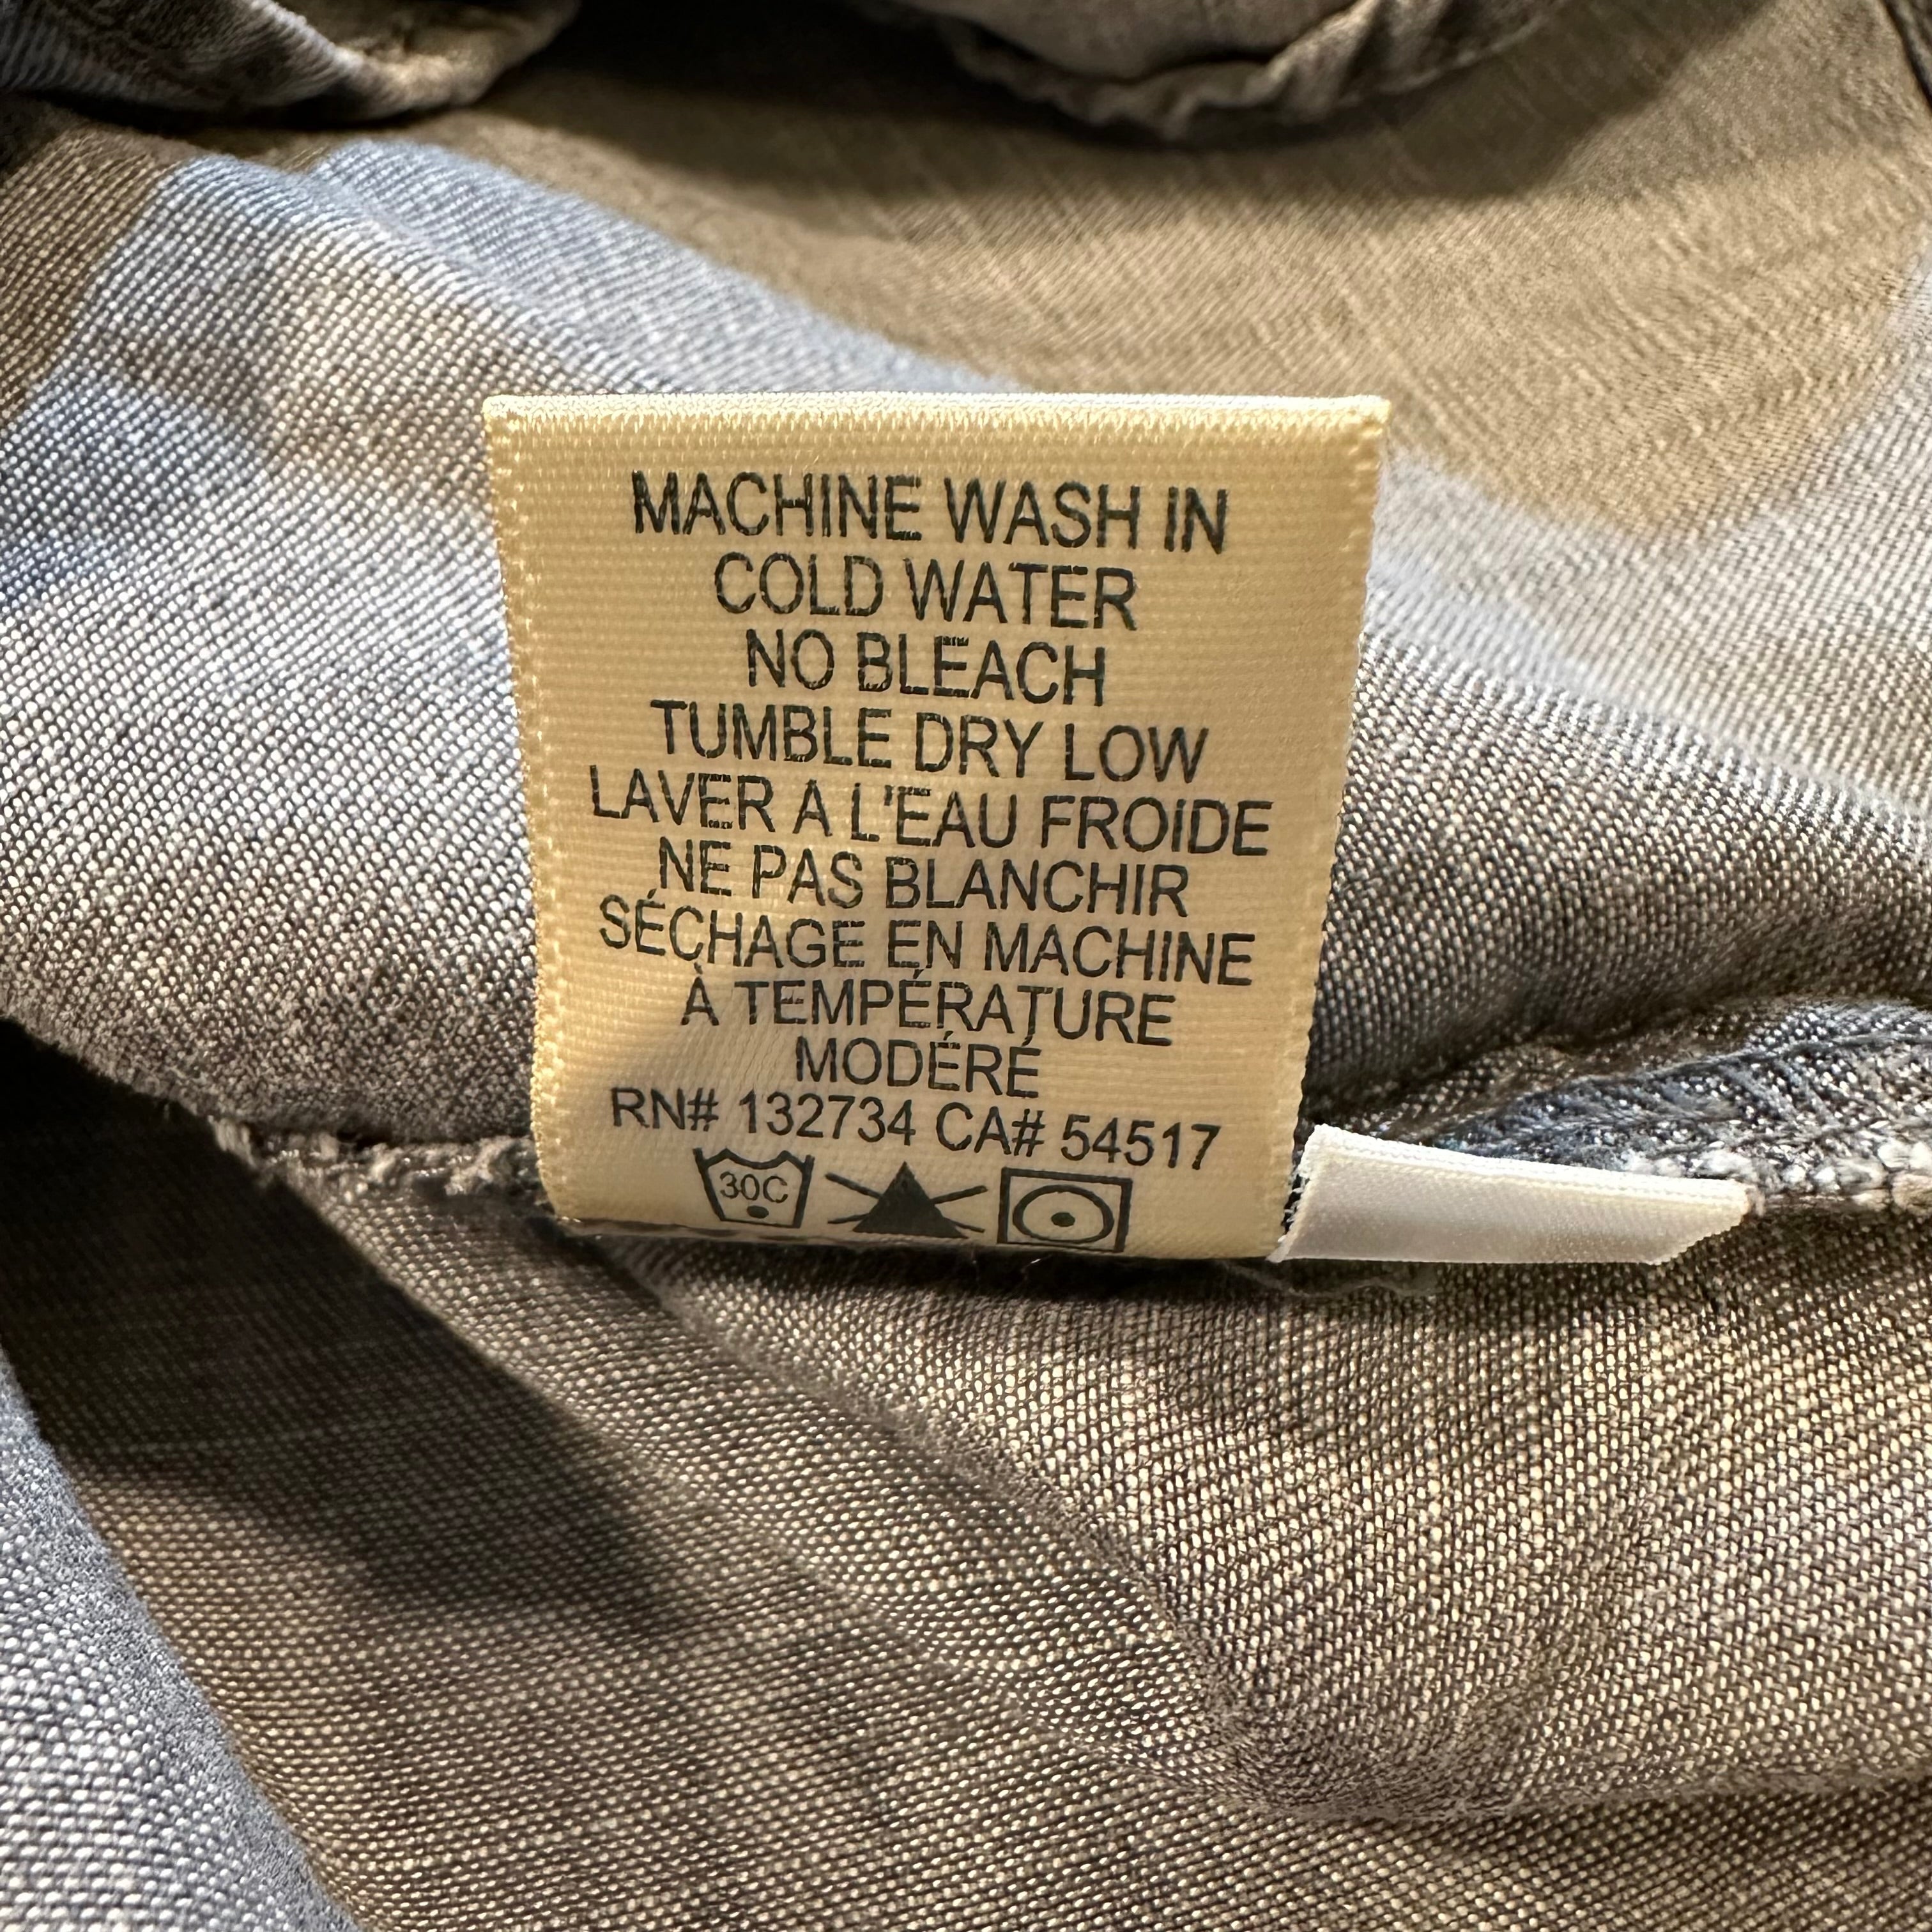 MACHINE WASH IN
COLD WATER
NO BLEACH
TUMBLE DRY LOW
LAVER A L'EAU FROIDE
NE PAS BLANCHIR
SÉCHAGE EN MACHINE
À TEMPÉRATURE
MODÉRÉ
RN# 132734 CA# 54517
30C